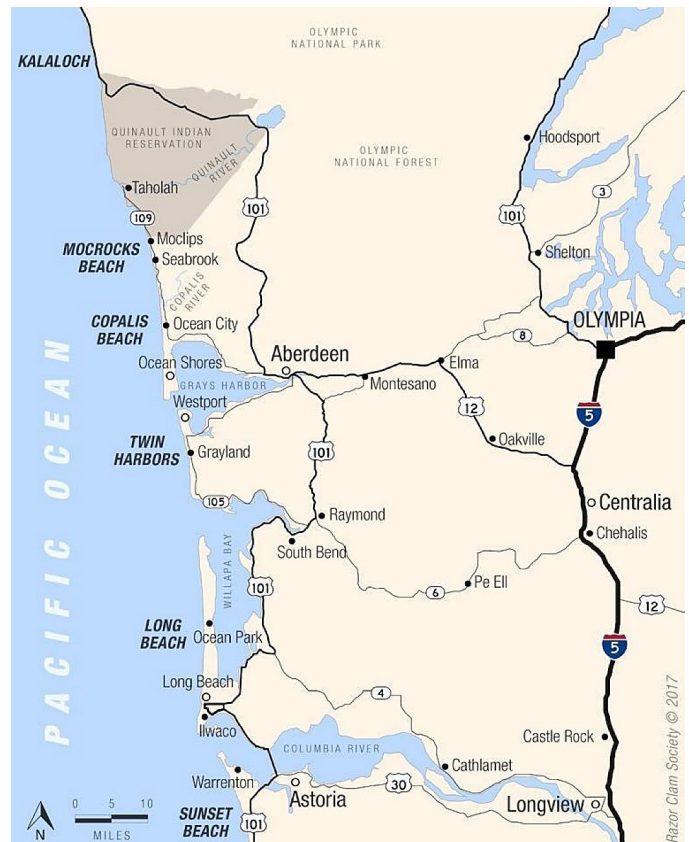 OLYMPIC
NATIONAL PARK
KALALOCH
QUINAULT INDIAN
RESERVATION
QUINAULT
RIVER
OLYMPIC
NATIONAL FOREST
Hoodsport
Taholah
101
101
3
109
Moclips
MOCROCKS
BEACH
Seabrook
Shelton
COPALIS
RIVER
COPALIS
BEACH
Ocean City
OLYMPIA
8
Ocean Shores
Aberdeen
Elma
GRAYS HARBOR
Montesano
Westport
12
5
TWIN
HARBORS
Grayland
101
Oakville
105
Raymond
Centralia
Chehalis
South Bend
WILLAPA BAY
101
6
Pe Ell
12
PACIFIC OCEAN
LONG
BEACH
Ocean Park
5
Long Beach
4
Ilwaco
COLUMBIA RIVER
Castle Rock
Warrenton
Cathlamet
Astoria
30
Longview
SUNSET
BEACH
101
N
0 5 10
MILES
Razor Clam Society © 2017